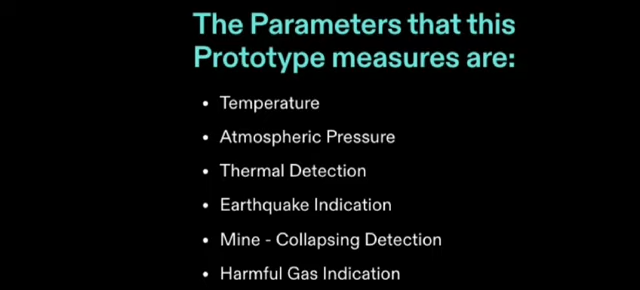 The Parameters that this
Prototype measures are:
• Temperature
• Atmospheric Pressure
• Thermal Detection
• Earthquake Indication
• Mine - Collapsing Detection
• Harmful Gas Indication